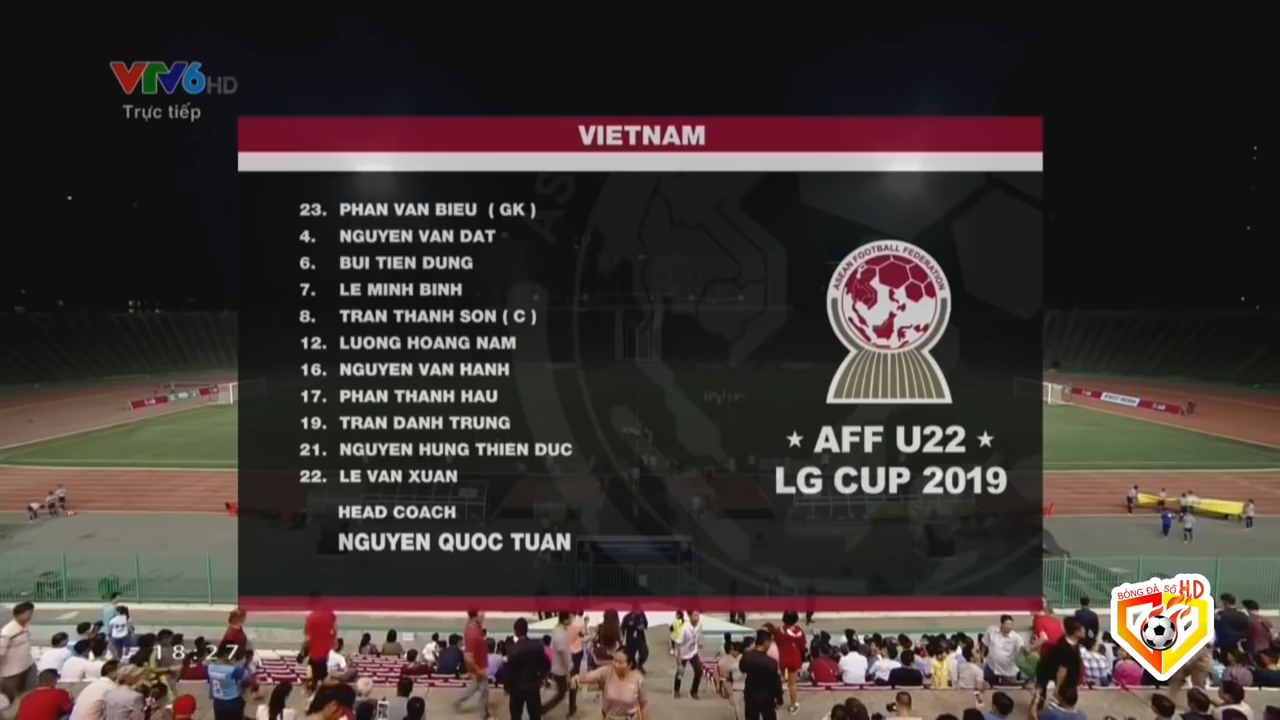 VTV6 HD
Trực tiếp
VIETNAM
23. PHAN VAN BIEU ( GK )
4. NGUYEN VAN DAT
6. BUI TIEN DUNG
7. LE MINH BINH
8. TRAN THANH SON ( C )
12. LUONG HOANG NAM
16. NGUYEN VAN HANH
17. PHAN THANH HAU
19. TRAN DANH TRUNG
21. NGUYEN HUNG THIEN DUC
22. LE VAN XUAN
HEAD COACH
NGUYEN QUOC TUAN
ASEAN FOOTBALL FEDERATION
AFF U22
LG CUP 2019
18:27
BÓNG ĐÁ SỐ HD